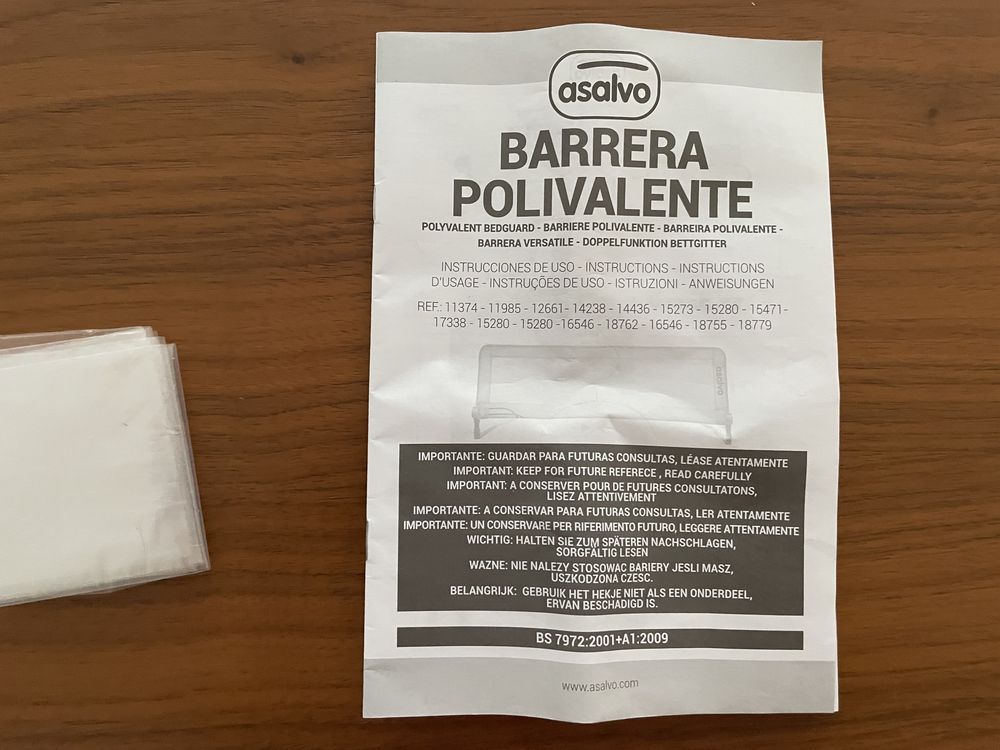 asalvo
BARRERA
POLIVALENTE
POLYVALENT BEDGUARD - BARRIERE POLIVALENTE - BARREIRA POLIVALENTE -
BARRERA VERSATILE - DOPPELFUNKTION BETTGITTER
INSTRUCCIONES DE USO - INSTRUCTIONS - INSTRUCTIONS
D'USAGE - INSTRUÇÕES DE USO - ISTRUZIONI - ANWEISUNGEN
REF.: 11374 - 11985 - 12661- 14238 - 14436 - 15273 - 15280 - 15471-
17338 - 15280 - 15280 -16546 - 18762 - 16546 - 18755 - 18779
asalvo
IMPORTANTE: GUARDAR PARA FUTURAS CONSULTAS, LÉASE ATENTAMENTE
IMPORTANT: KEEP FOR FUTURE REFERECE , READ CAREFULLY
IMPORTANT: A CONSERVER POUR DE FUTURES CONSULTATONS,
LISEZ ATTENTIVEMENT
IMPORTANTE: A CONSERVAR PARA FUTURAS CONSULTAS, LER ATENTAMENTE
IMPORTANTE: UN CONSERVARE PER RIFERIMENTO FUTURO, LEGGERE ATTENTAMENTE
WICHTIG: HALTEN SIE ZUM SPÄTEREN NACHSCHLAGEN,
SORGFÄLTIG LESEN
WAZNE: NIE NALEZY STOSOWAC BARIERY JESLI MASZ,
USZKODZONA CZESC.
BELANGRIJK: GEBRUIK HET HEKJE NIET ALS EEN ONDERDEEL,
ERVAN BESCHADIGD IS.
BS 7972:2001+A1:2009
www.asalvo.com